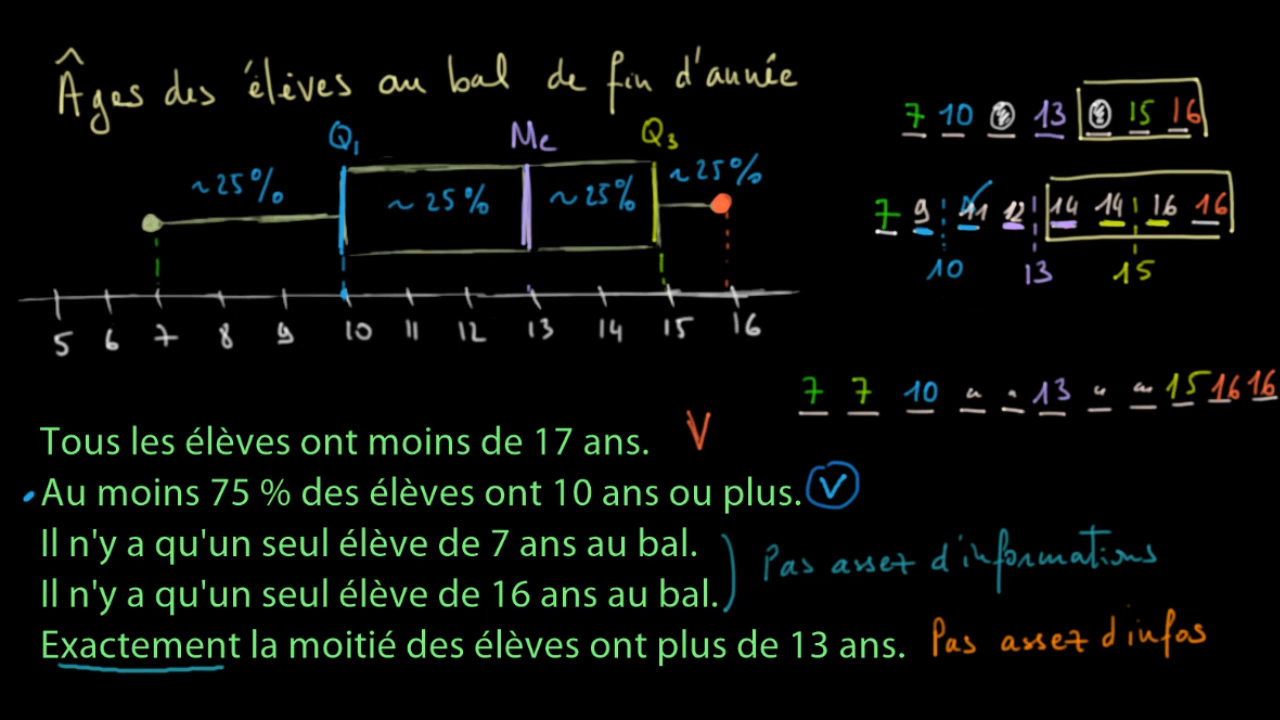 Âges des élèves au bal de fin d'année
7 10 13 15 16
Q1 Me Q3
~25% ~25% ~25% ~25%
7 9 11 12 14 14 16 16
10 13 15
5 6 7 8 9 10 11 12 13 14 15 16
7 7 10 13 15 16 16
Tous les élèves ont moins de 17 ans. V
Au moins 75 % des élèves ont 10 ans ou plus. V
Il n'y a qu'un seul élève de 7 ans au bal.
Pas assez d'informations
Il n'y a qu'un seul élève de 16 ans au bal.
Exactement la moitié des élèves ont plus de 13 ans. Pas assez d'infos